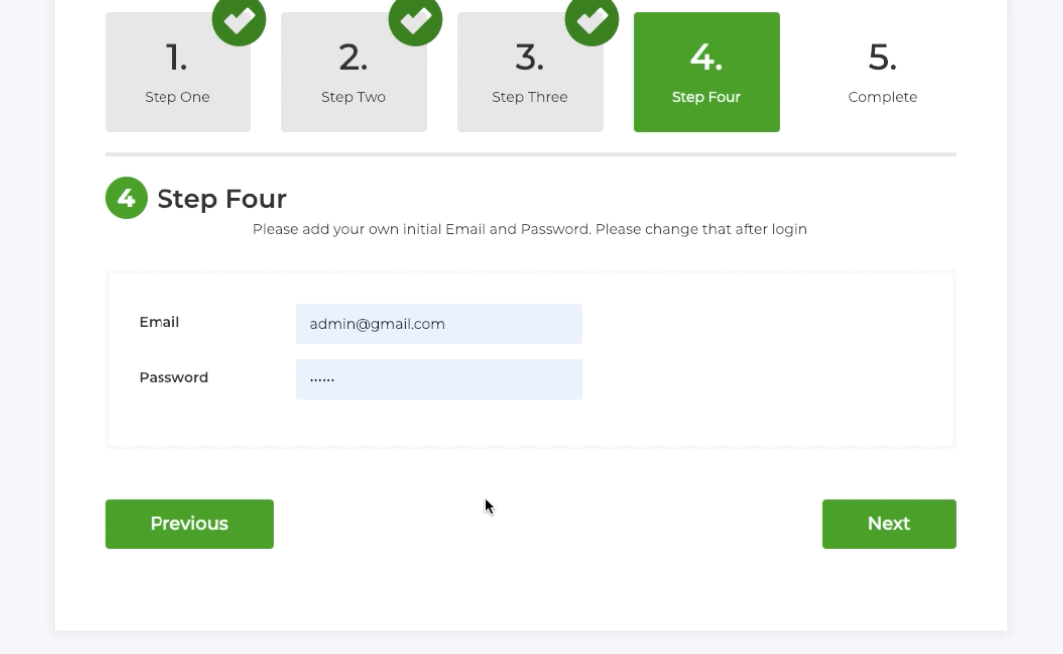 1.
Step One
2.
Step Two
3.
Step Three
4.
Step Four
5.
Complete
4 Step Four
Please add your own initial Email and Password. Please change that after login
Email
admin@gmail.com
Password
······
Previous
Next